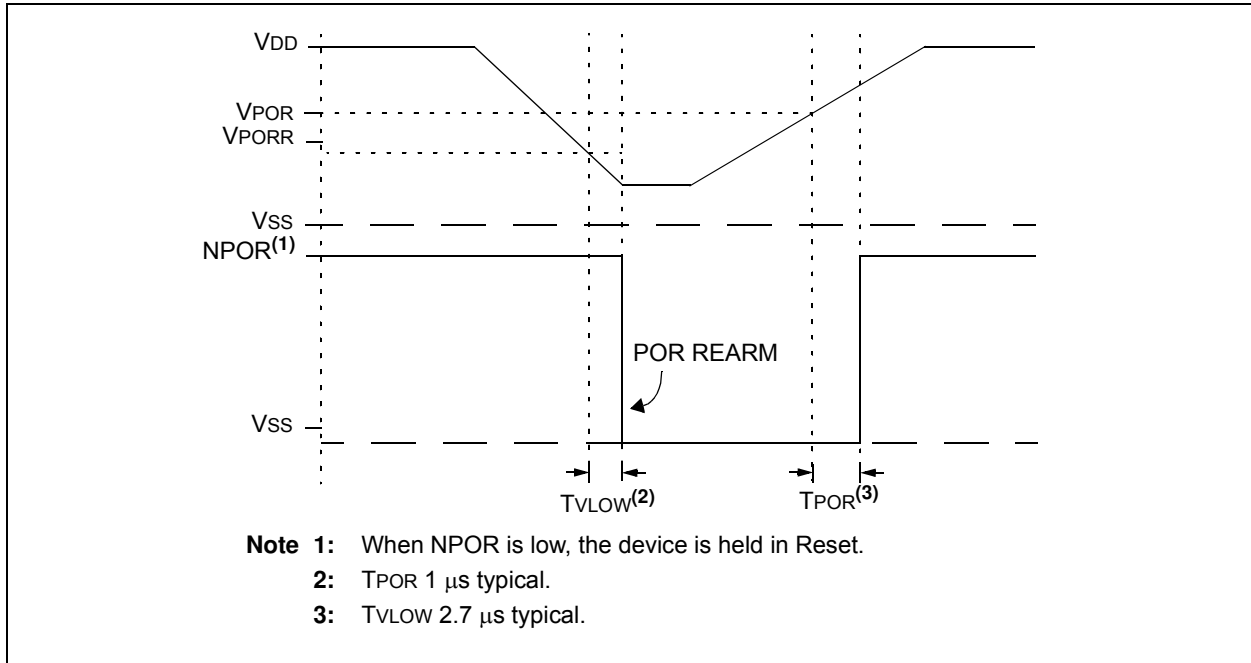 VDD
VPOR
VPORR
VSS
NPOR(1)
POR REARM
VSS
TVLOW(2)
TPOR(3)
Note 1: When NPOR is low, the device is held in Reset.
2: TPOR 1 μs typical.
3: TVLOW 2.7 μs typical.